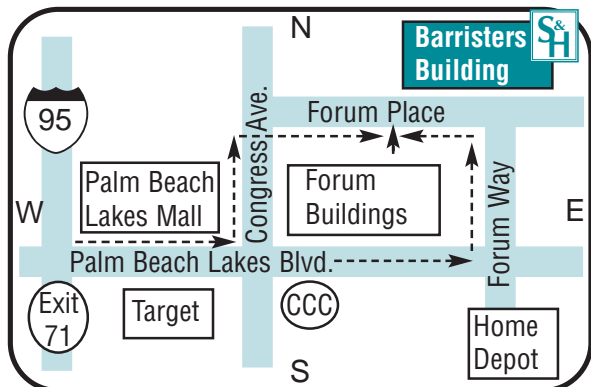 N
Barristers
Building
S&H
95
Forum Place
Congress Ave.
Palm Beach
Lakes Mall
Forum
Buildings
Forum Way
W
E
Palm Beach Lakes Blvd.
Exit
71
Target
CCC
Home
Depot
S